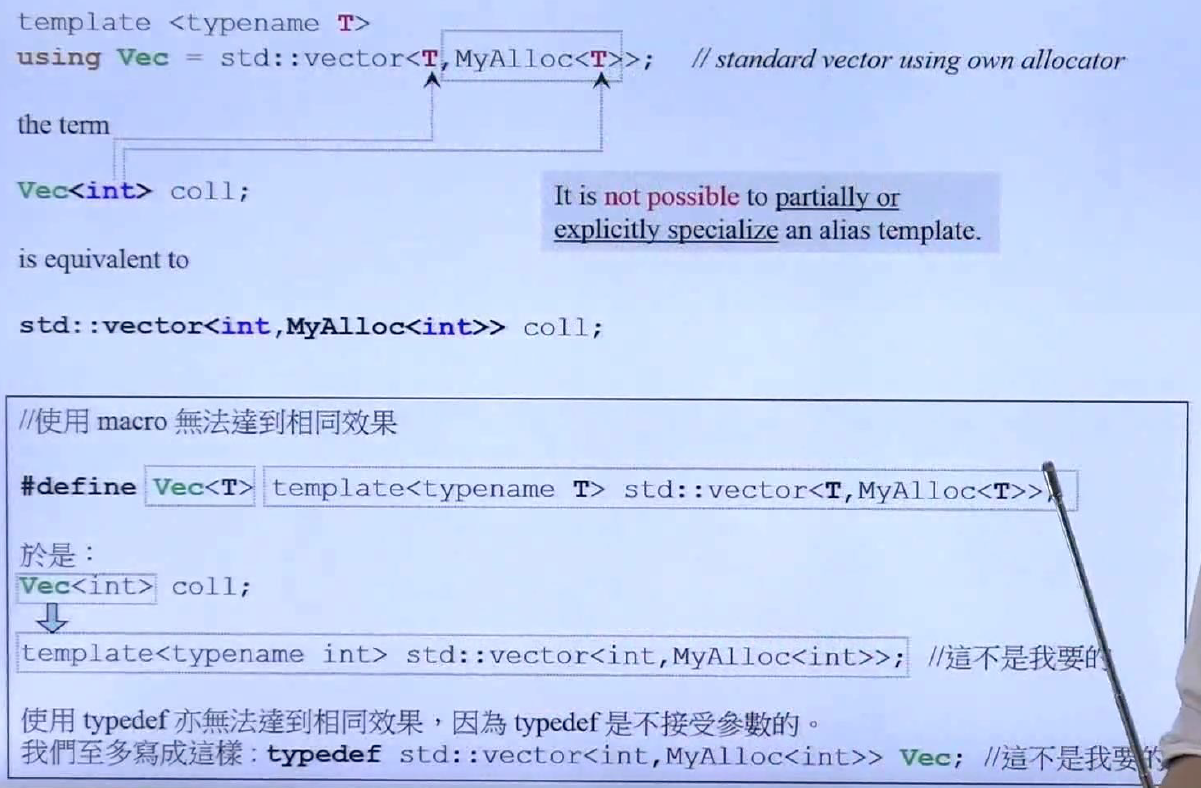 template <typename T>
using Vec = std::vector<T,MyAlloc<T>>; // standard vector using own allocator
the term
Vec<int> coll;
It is not possible to partially or
explicitly specialize an alias template.
is equivalent to
std::vector<int,MyAlloc<int>> coll;
//使用 macro 無法達到相同效果
#define Vec<T> template<typename T> std::vector<T,MyAlloc<T>>;
於是：
Vec<int> coll;
template<typename int> std::vector<int,MyAlloc<int>>; //這不是我要的
使用 typedef 亦無法達到相同效果，因為 typedef 是不接受參數的。
我們至多寫成這樣：typedef std::vector<int,MyAlloc<int>> Vec; //這不是我要的